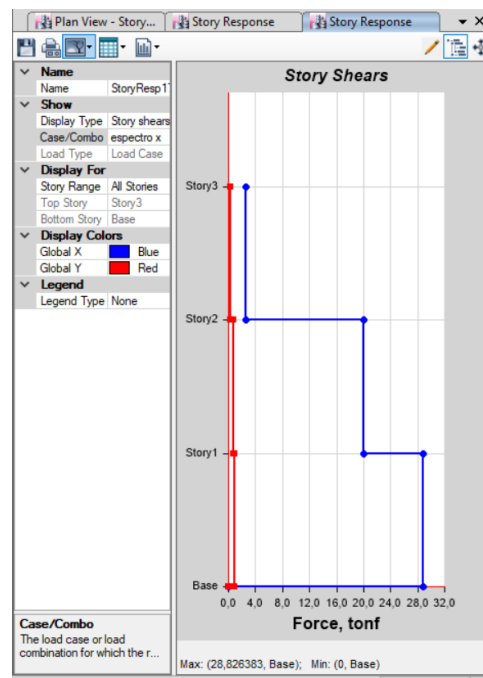 Plan View - Story...
Story Response
Story Response
Name
Name StoryResp1
Show
Display Type Story shears
Case/Combo espectro x
Load Type Load Case
Display For
Story Range All Stories
Top Story Story3
Bottom Story Base
Display Colors
Global X Blue
Global Y Red
Legend
Legend Type None
Case/Combo
The load case or load
combination for which the r...
Story Shears
Story3
Story2
Story1
Base
0,0 4,0 8,0 12,0 16,0 20,0 24,0 28,0 32,0
Force, tonf
Max: (28,826383, Base); Min: (0, Base)